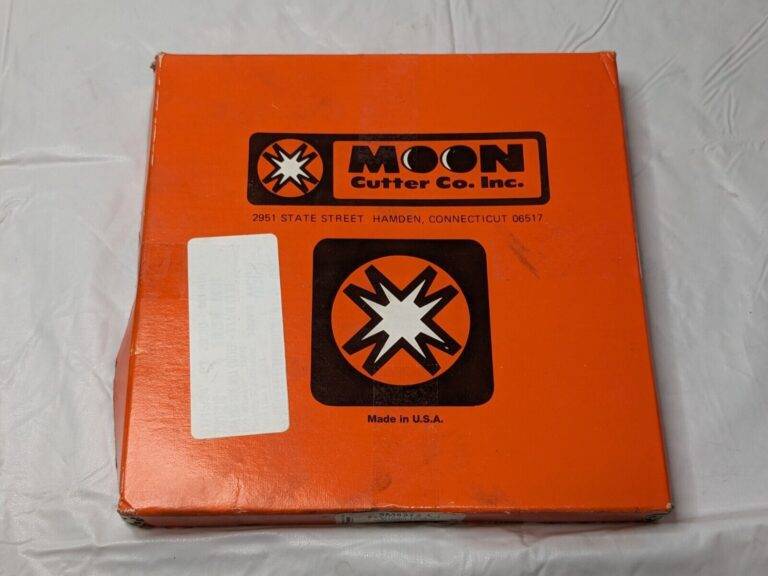 MOON
Cutter Co. Inc.
2951 STATE STREET HAMDEN, CONNECTICUT 06517
Made in U.S.A.